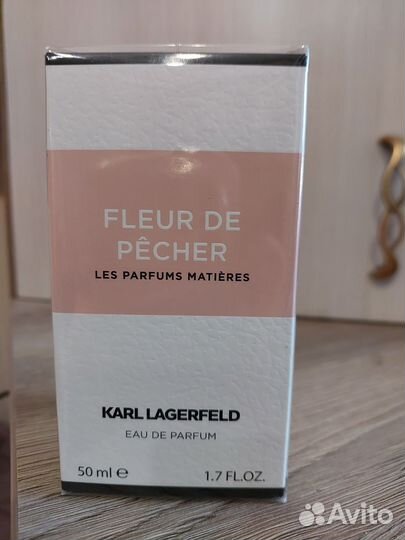 FLEUR DE
PÊCHER
LES PARFUMS MATIÈRES
KARL LAGERFELD
EAU DE PARFUM
50 ml ℮ 1.7 FL.OZ.
Avito